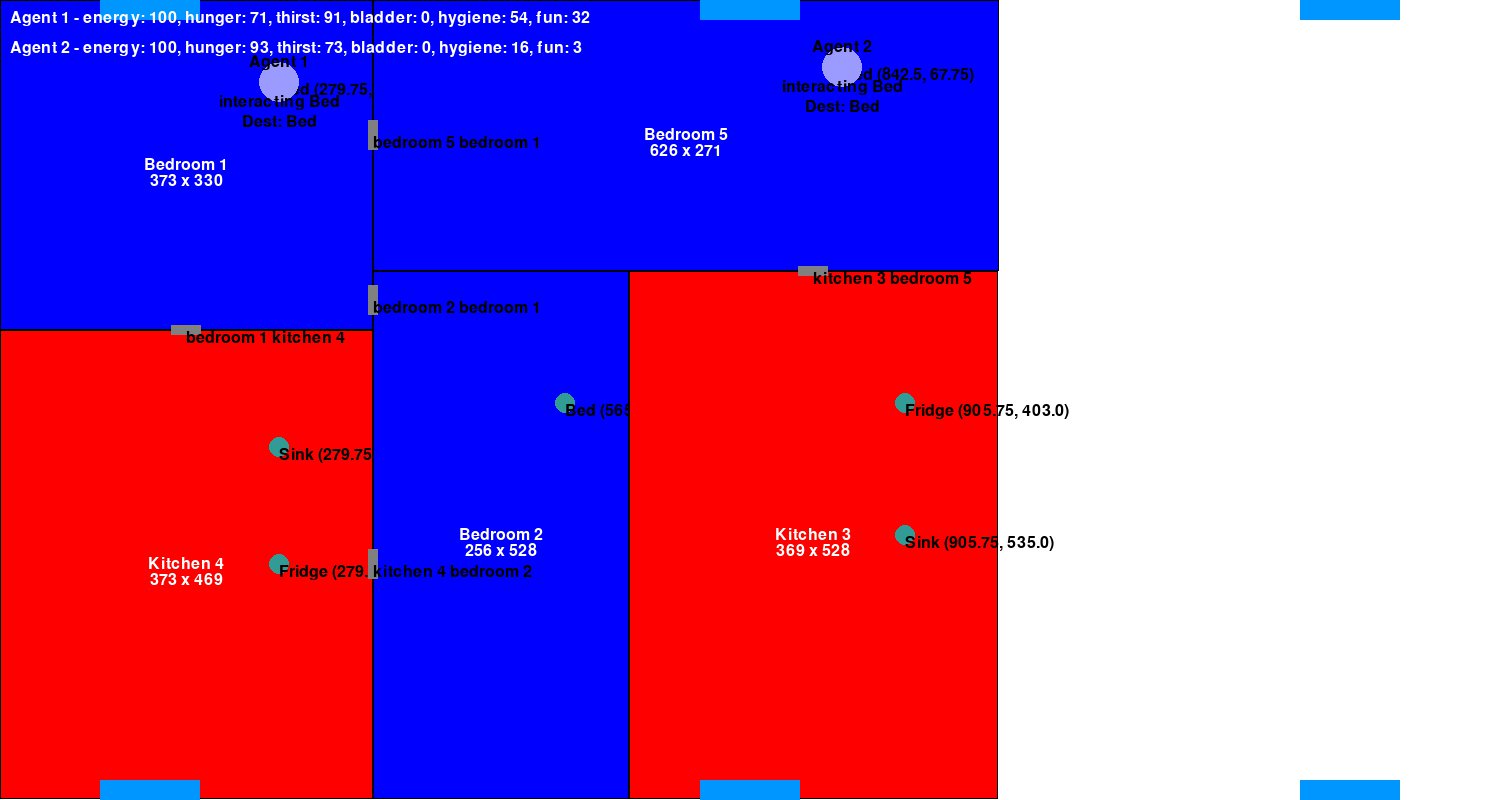 Agent 1 - energy: 100, hunger: 71, thirst: 91, bladder: 0, hygiene: 54, fun: 32
Agent 2 - energy: 100, hunger: 93, thirst: 73, bladder: 0, hygiene: 16, fun: 3
Agent 1
d (279.75,
Interacting Bed
Dest: Bed
Agent 2
d (842.5, 67.75)
Interacting Bed
Dest: Bed
bedroom 5 bedroom 1
Bedroom 5
626 x 271
Bedroom 1
373 x 330
kitchen 3 bedroom 5
bedroom 2 bedroom 1
bedroom 1 kitchen 4
Bed (565
Fridge (905.75, 403.0)
Sink (279.75
Sink (905.75, 535.0)
Bedroom 2
256 x 528
Kitchen 3
369 x 528
Kitchen 4
373 x 469
Fridge (279.
kitchen 4 bedroom 2